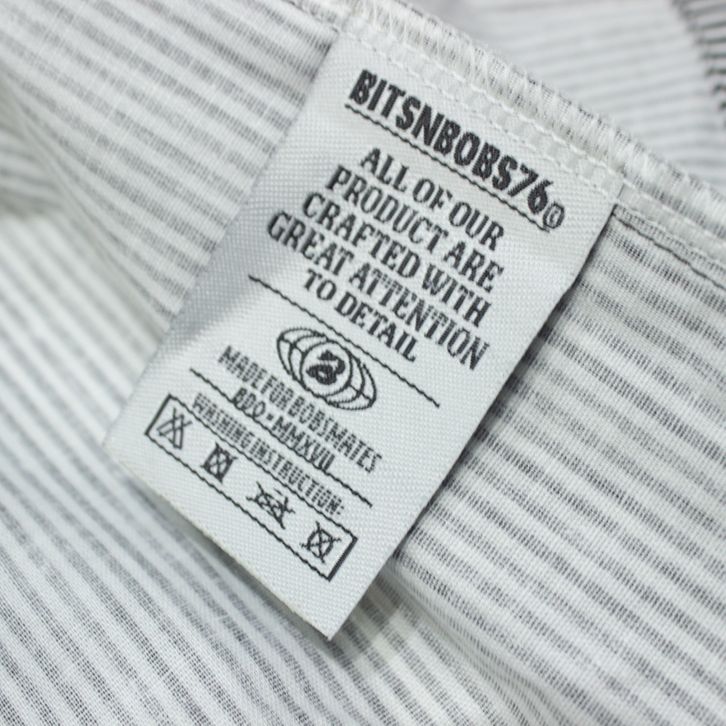 BITSNBOBS76©
ALL OF OUR
PRODUCT ARE
CRAFTED WITH
GREAT ATTENTION
TO DETAIL
MADE FOR BOBSMATES
BDO - MMXVII
WASHING INSTRUCTION: